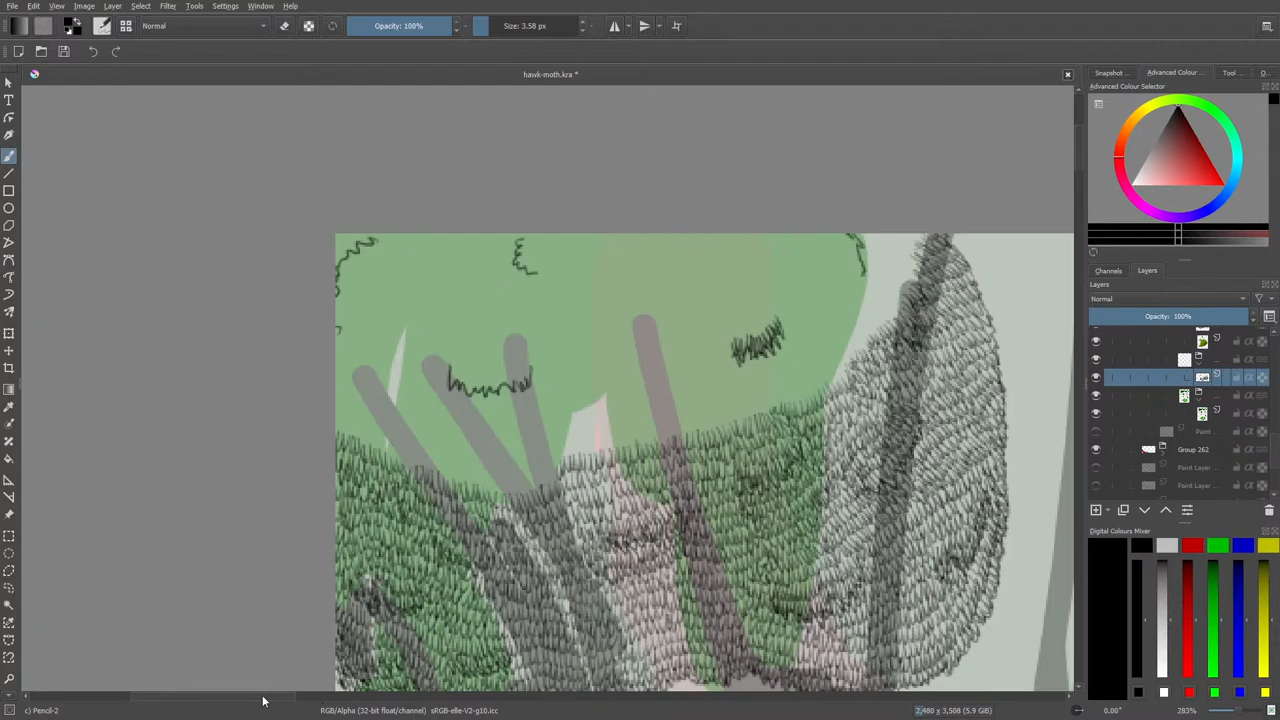 File Edit View Image Layer Select Filter Tools Settings Window Help
Normal Opacity: 100% Size: 3.58 px
hawk-moth.kra *
Snapshot ... Advanced Colour ... Tool ... O...
Advanced Colour Selector
Channels Layers
Layers
Normal
Opacity: 100%
Paint ...
Group 262
Paint Layer ...
Paint Layer ...
Digital Colours Mixer
c) Pencil-2 RGB/Alpha (32-bit float/channel) sRGB-elle-V2-g10.icc 2,480 x 3,508 (5.9 GiB) 0.00° 283%